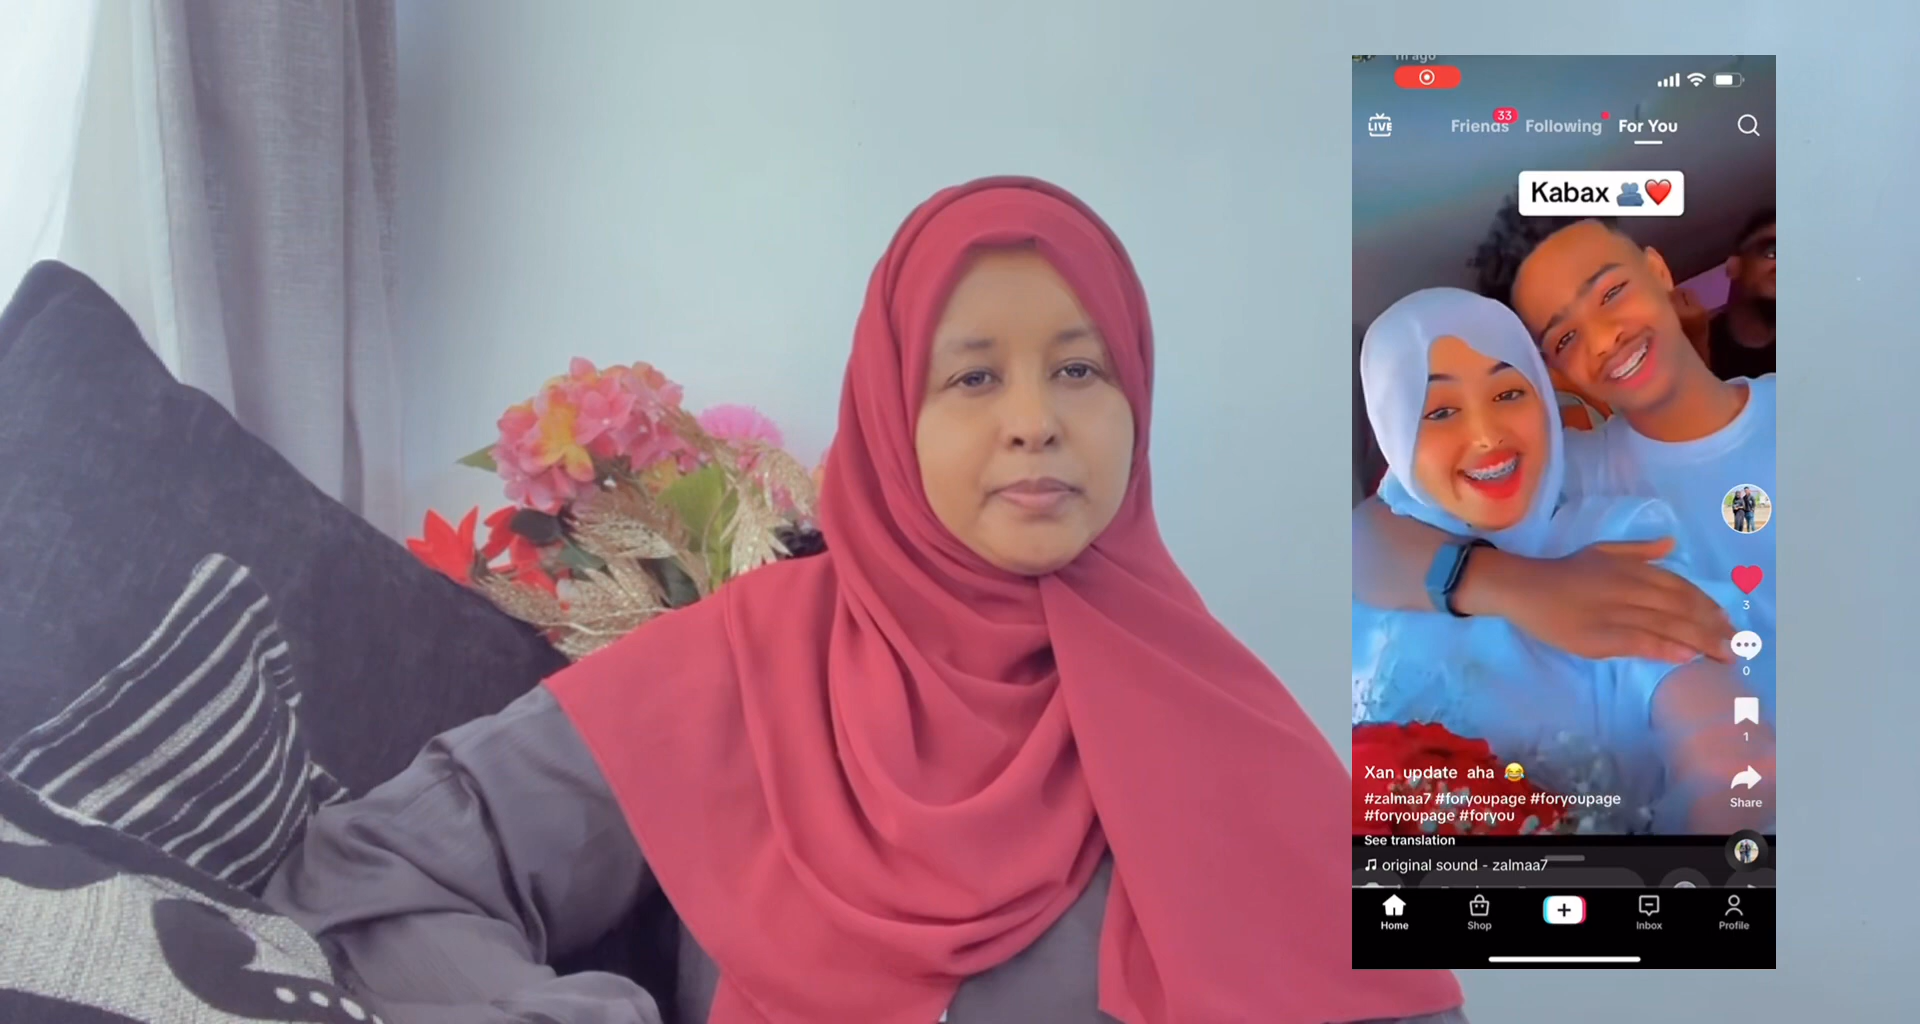 LIVE
Friends
33
Following
For You
Kabax
3
0
1
Share
Xan update aha
#zalmaa7 #foryoupage #foryoupage
#foryoupage #foryou
See translation
original sound - zalmaa7
Home
Shop
Inbox
Profile